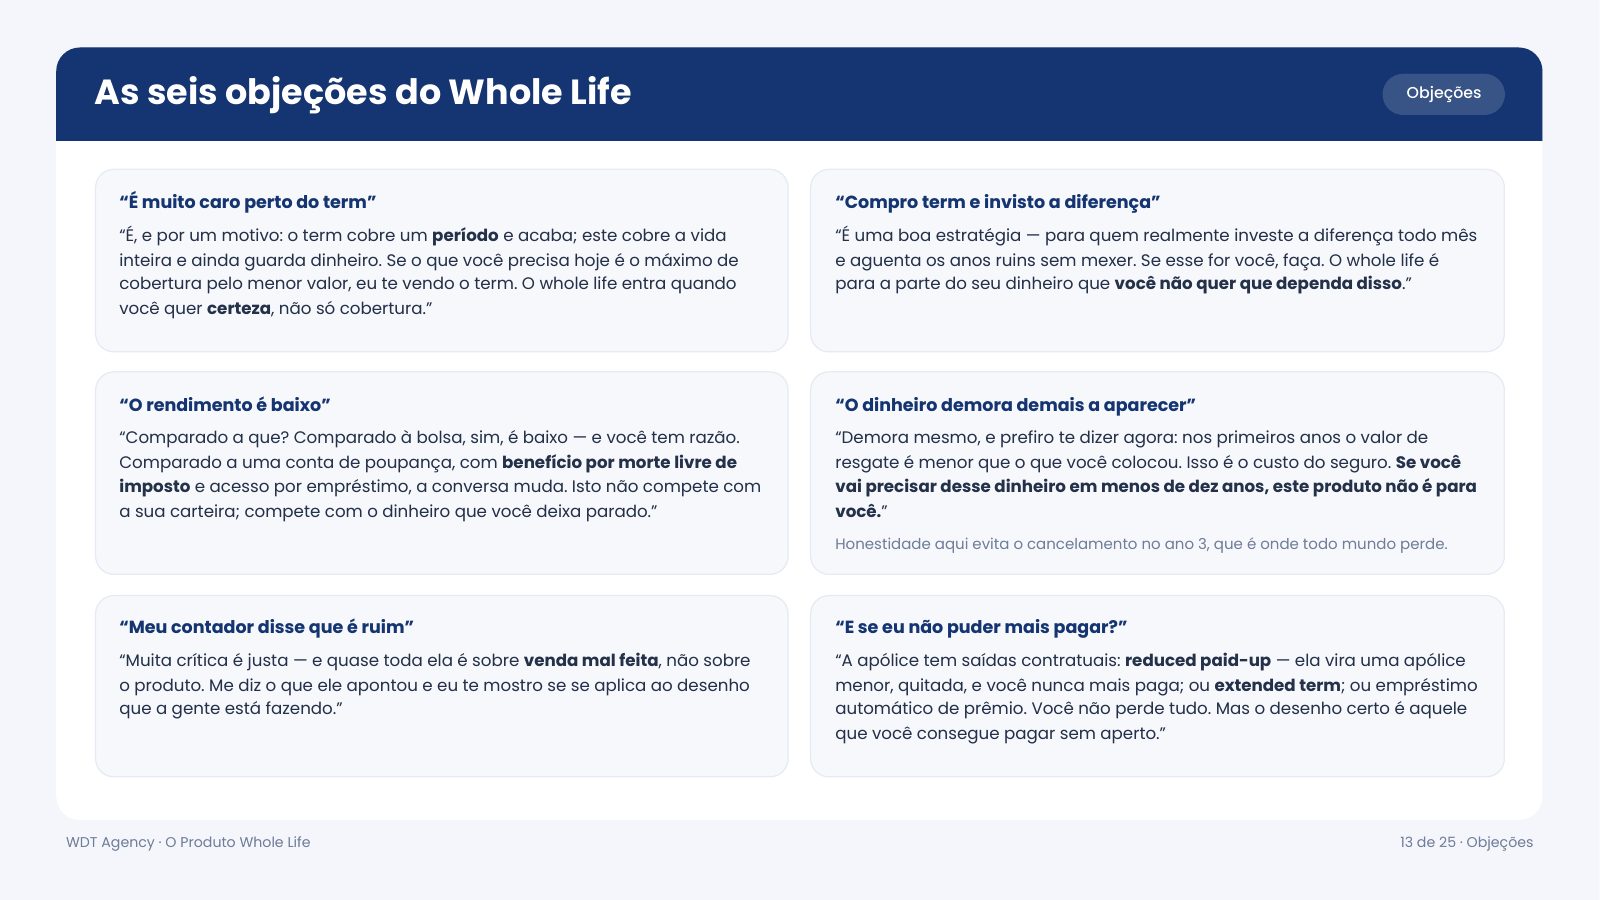 As seis objeções do Whole Life
Objeções
“É muito caro perto do term”
“É, e por um motivo: o term cobre um período e acaba; este cobre a vida
inteira e ainda guarda dinheiro. Se o que você precisa hoje é o máximo de
cobertura pelo menor valor, eu te vendo o term. O whole life entra quando
você quer certeza, não só cobertura.”
“Compro term e invisto a diferença”
“É uma boa estratégia — para quem realmente investe a diferença todo mês
e aguenta os anos ruins sem mexer. Se esse for você, faça. O whole life é
para a parte do seu dinheiro que você não quer que dependa disso.”
“O rendimento é baixo”
“Comparado a que? Comparado à bolsa, sim, é baixo — e você tem razão.
Comparado a uma conta de poupança, com benefício por morte livre de
imposto e acesso por empréstimo, a conversa muda. Isto não compete com
a sua carteira; compete com o dinheiro que você deixa parado.”
“O dinheiro demora demais a aparecer”
“Demora mesmo, e prefiro te dizer agora: nos primeiros anos o valor de
resgate é menor que o que você colocou. Isso é o custo do seguro. Se você
vai precisar desse dinheiro em menos de dez anos, este produto não é para
você.”
Honestidade aqui evita o cancelamento no ano 3, que é onde todo mundo perde.
“Meu contador disse que é ruim”
“Muita crítica é justa — e quase toda ela é sobre venda mal feita, não sobre
o produto. Me diz o que ele apontou e eu te mostro se se aplica ao desenho
que a gente está fazendo.”
“E se eu não puder mais pagar?”
“A apólice tem saídas contratuais: reduced paid-up — ela vira uma apólice
menor, quitada, e você nunca mais paga; ou extended term; ou empréstimo
automático de prêmio. Você não perde tudo. Mas o desenho certo é aquele
que você consegue pagar sem aperto.”
WDT Agency · O Produto Whole Life
13 de 25 · Objeções